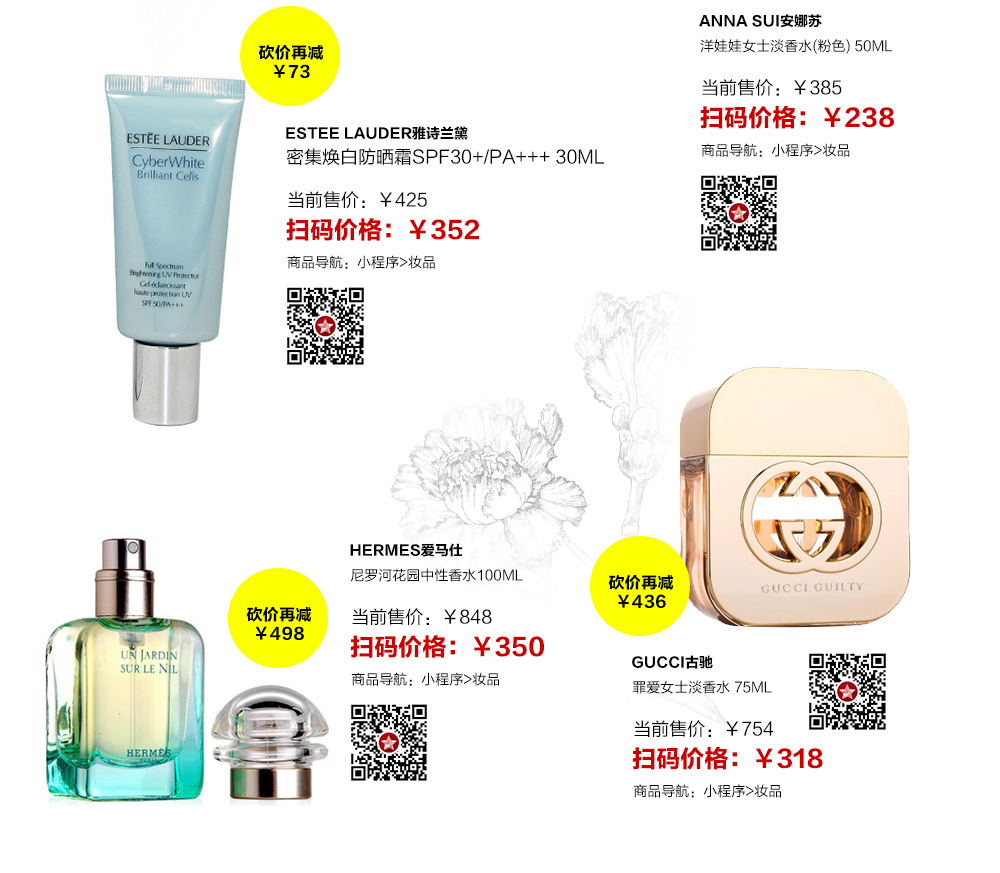 砍价再减
￥73
ESTĒE LAUDER
CyberWhite
Brilliant Cells
Full Spectrum
Brightening UV Protector
Gel éclaircissant
haute protection UV
SPF 50/PA+++
ESTEE LAUDER雅诗兰黛
密集焕白防晒霜SPF30+/PA+++ 30ML
当前售价：￥425
扫码价格：￥352
商品导航：小程序>妆品
ANNA SUI安娜苏
洋娃娃女士淡香水(粉色) 50ML
当前售价：￥385
扫码价格：￥238
商品导航：小程序>妆品
UN JARDIN
SUR LE NIL
HERMÈS
PARIS
砍价再减
￥498
HERMES爱马仕
尼罗河花园中性香水100ML
当前售价：￥848
扫码价格：￥350
商品导航：小程序>妆品
砍价再减
￥436
GUCCI GUILTY
GUCCI古驰
罪爱女士淡香水 75ML
当前售价：￥754
扫码价格：￥318
商品导航：小程序>妆品